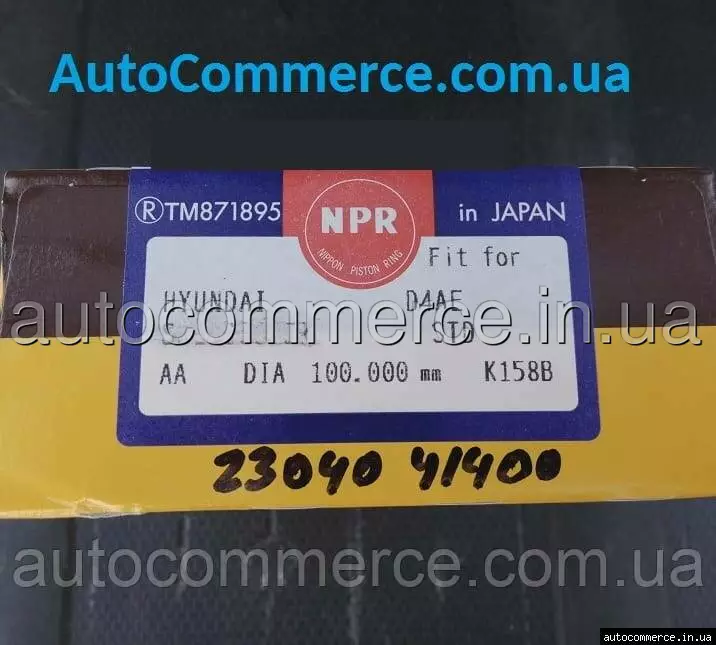 AutoCommerce.com.ua
®TM871895 NPR in JAPAN
NIPPON PISTON RING
Fit for
HYUNDAI D4AE
autocommerce.in.ua
STD
AA DIA 100.000 mm K158B
23040 41400
autocommerce.com.ua
autocommerce.in.ua